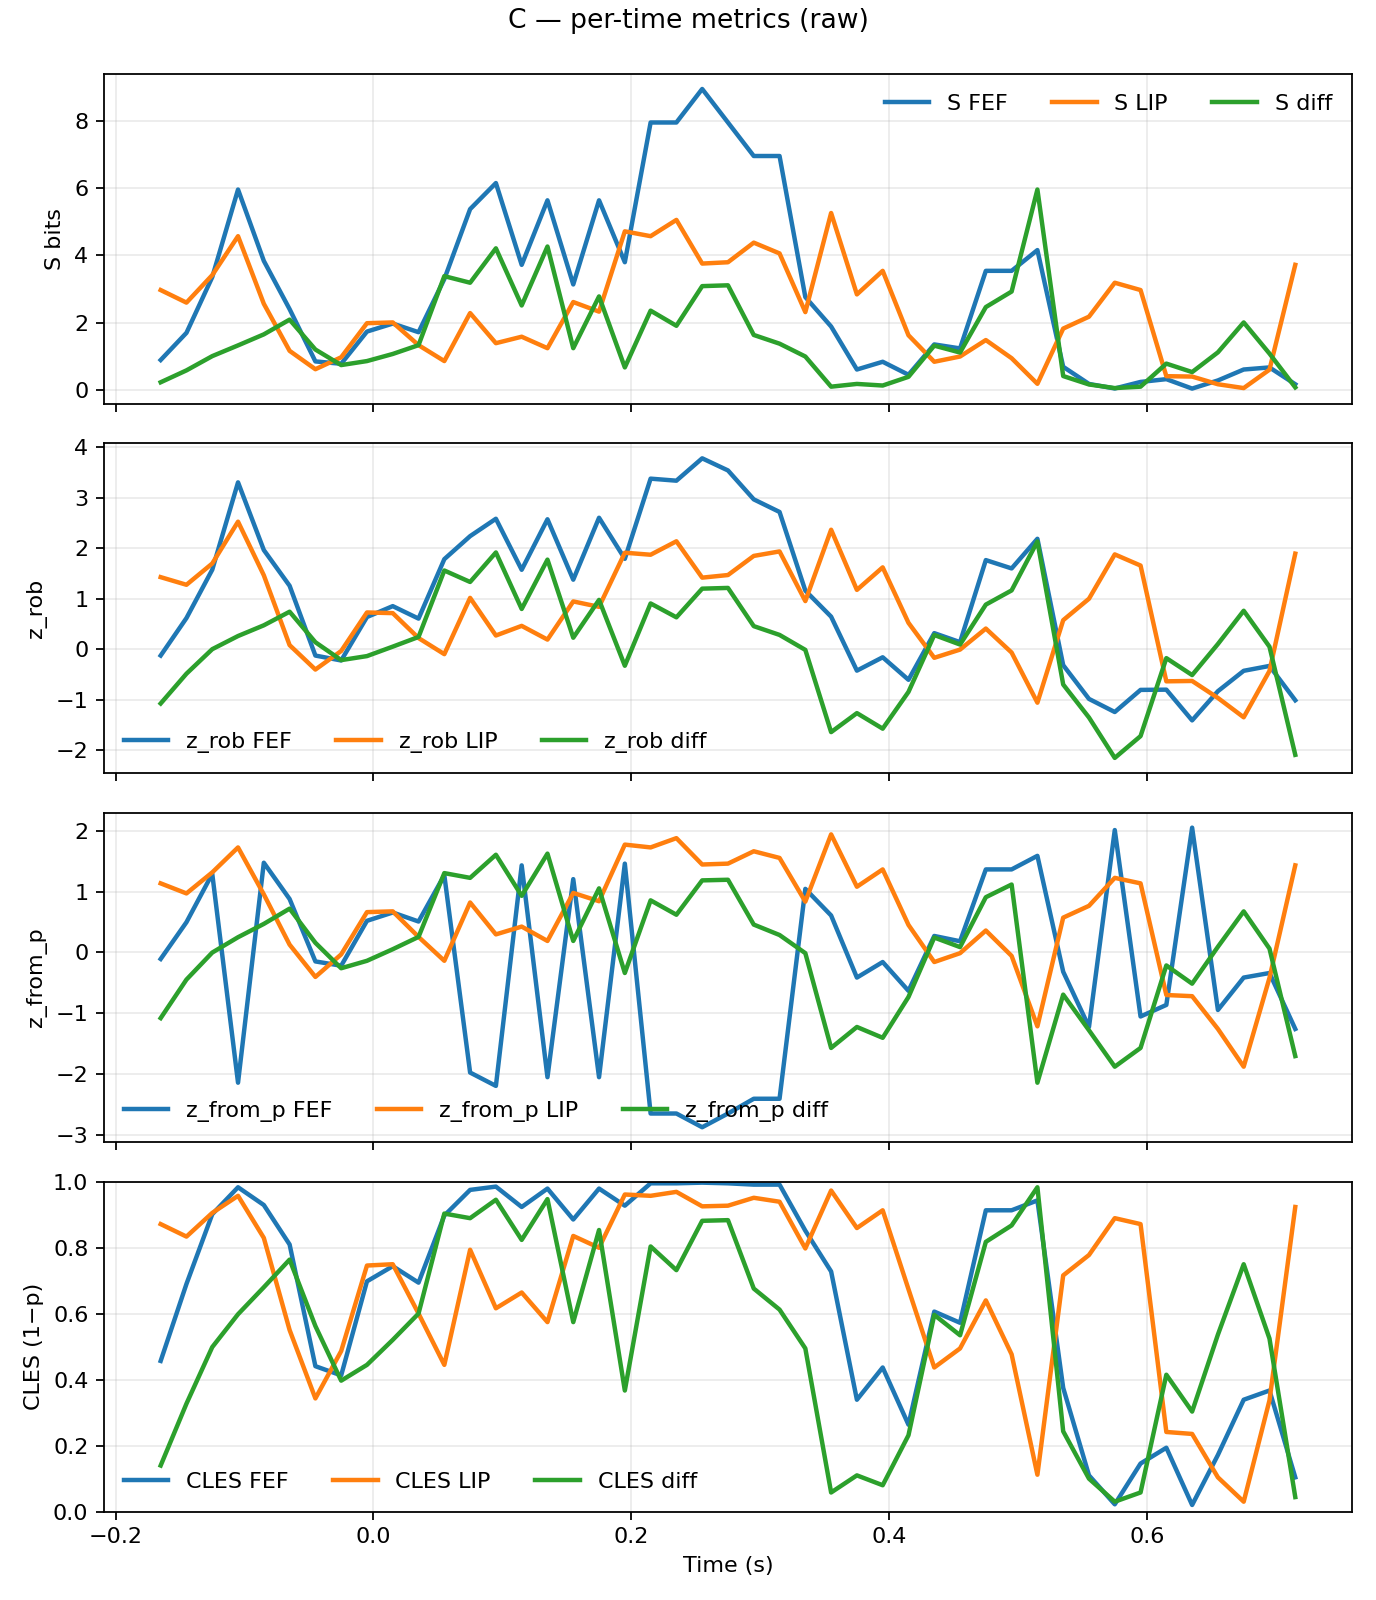 C — per-time metrics (raw)
S FEF S LIP S diff
8
6
4
2
0
S bits
4
3
2
1
0
−1
−2
z_rob
z_rob FEF z_rob LIP z_rob diff
2
1
0
−1
−2
−3
z_from_p
z_from_p FEF z_from_p LIP z_from_p diff
1.0
0.8
0.6
0.4
0.2
0.0
CLES (1−p)
CLES FEF CLES LIP CLES diff
−0.2 0.0 0.2 0.4 0.6
Time (s)